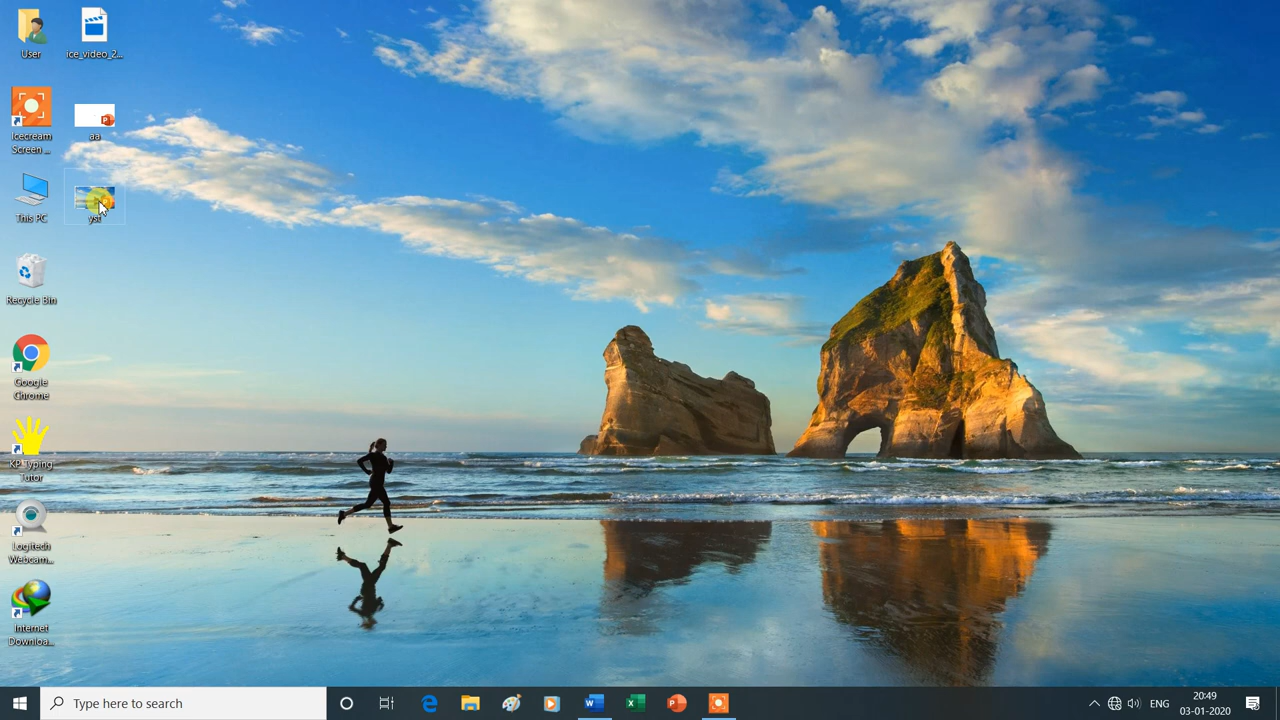 User
ice_video_2...
Icecream
Screen ...
aa
This PC
yst
Recycle Bin
Google
Chrome
KP Typing
Tutor
Logitech
Webcam...
Internet
Downloa...
Type here to search
ENG
20:49
03-01-2020